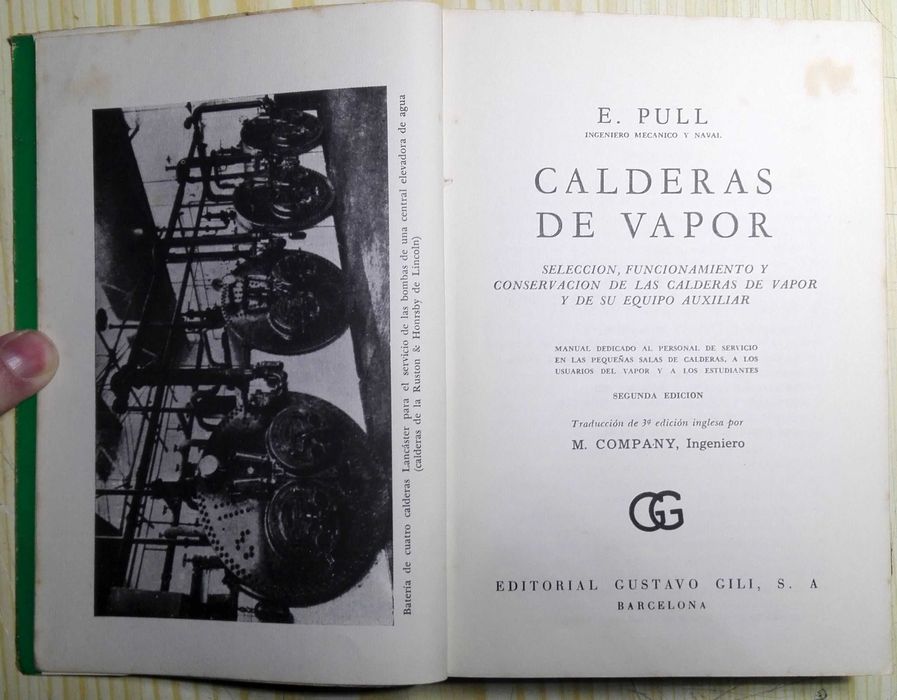 Batería de cuatro calderas Lancáster para el servicio de las bombas de una central elevadora de agua
(calderas de la Ruston & Honrsby de Lincoln)
E. PULL
INGENIERO MECANICO Y NAVAL
CALDERAS
DE VAPOR
SELECCION, FUNCIONAMIENTO Y
CONSERVACION DE LAS CALDERAS DE VAPOR
Y DE SU EQUIPO AUXILIAR
MANUAL DEDICADO AL PERSONAL DE SERVICIO
EN LAS PEQUEÑAS SALAS DE CALDERAS, A LOS
USUARIOS DEL VAPOR Y A LOS ESTUDIANTES
SEGUNDA EDICION
Traducción de 3ª edición inglesa por
M. COMPANY, Ingeniero
GG
EDITORIAL GUSTAVO GILI, S. A
BARCELONA